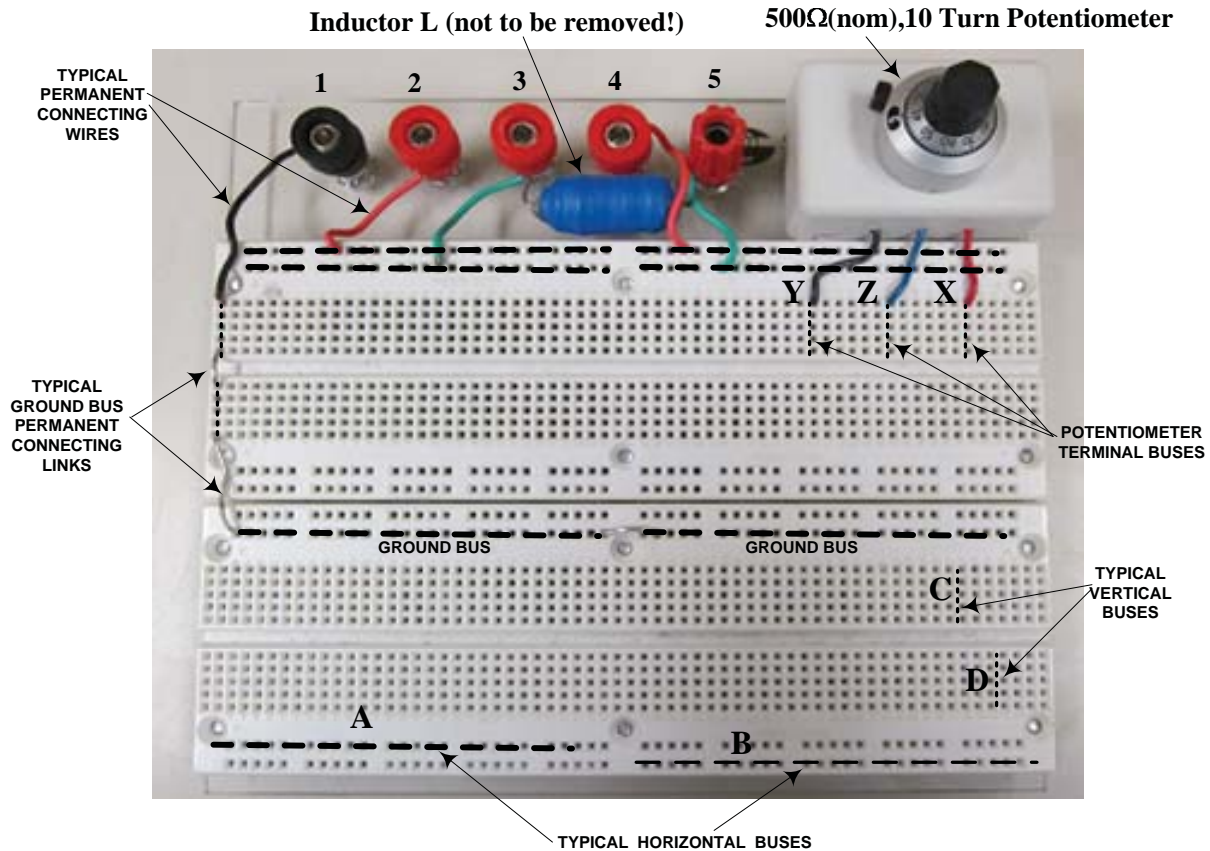 Inductor L (not to be removed!)
500Ω(nom),10 Turn Potentiometer
TYPICAL
PERMANENT
CONNECTING
WIRES
1 2 3 4 5
Y Z X
TYPICAL
GROUND BUS
PERMANENT
CONNECTING
LINKS
POTENTIOMETER
TERMINAL BUSES
GROUND BUS GROUND BUS
C
TYPICAL
VERTICAL
BUSES
D
A
B
TYPICAL HORIZONTAL BUSES